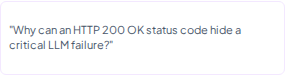 "Why can an HTTP 200 OK status code hide a
critical LLM failure?"